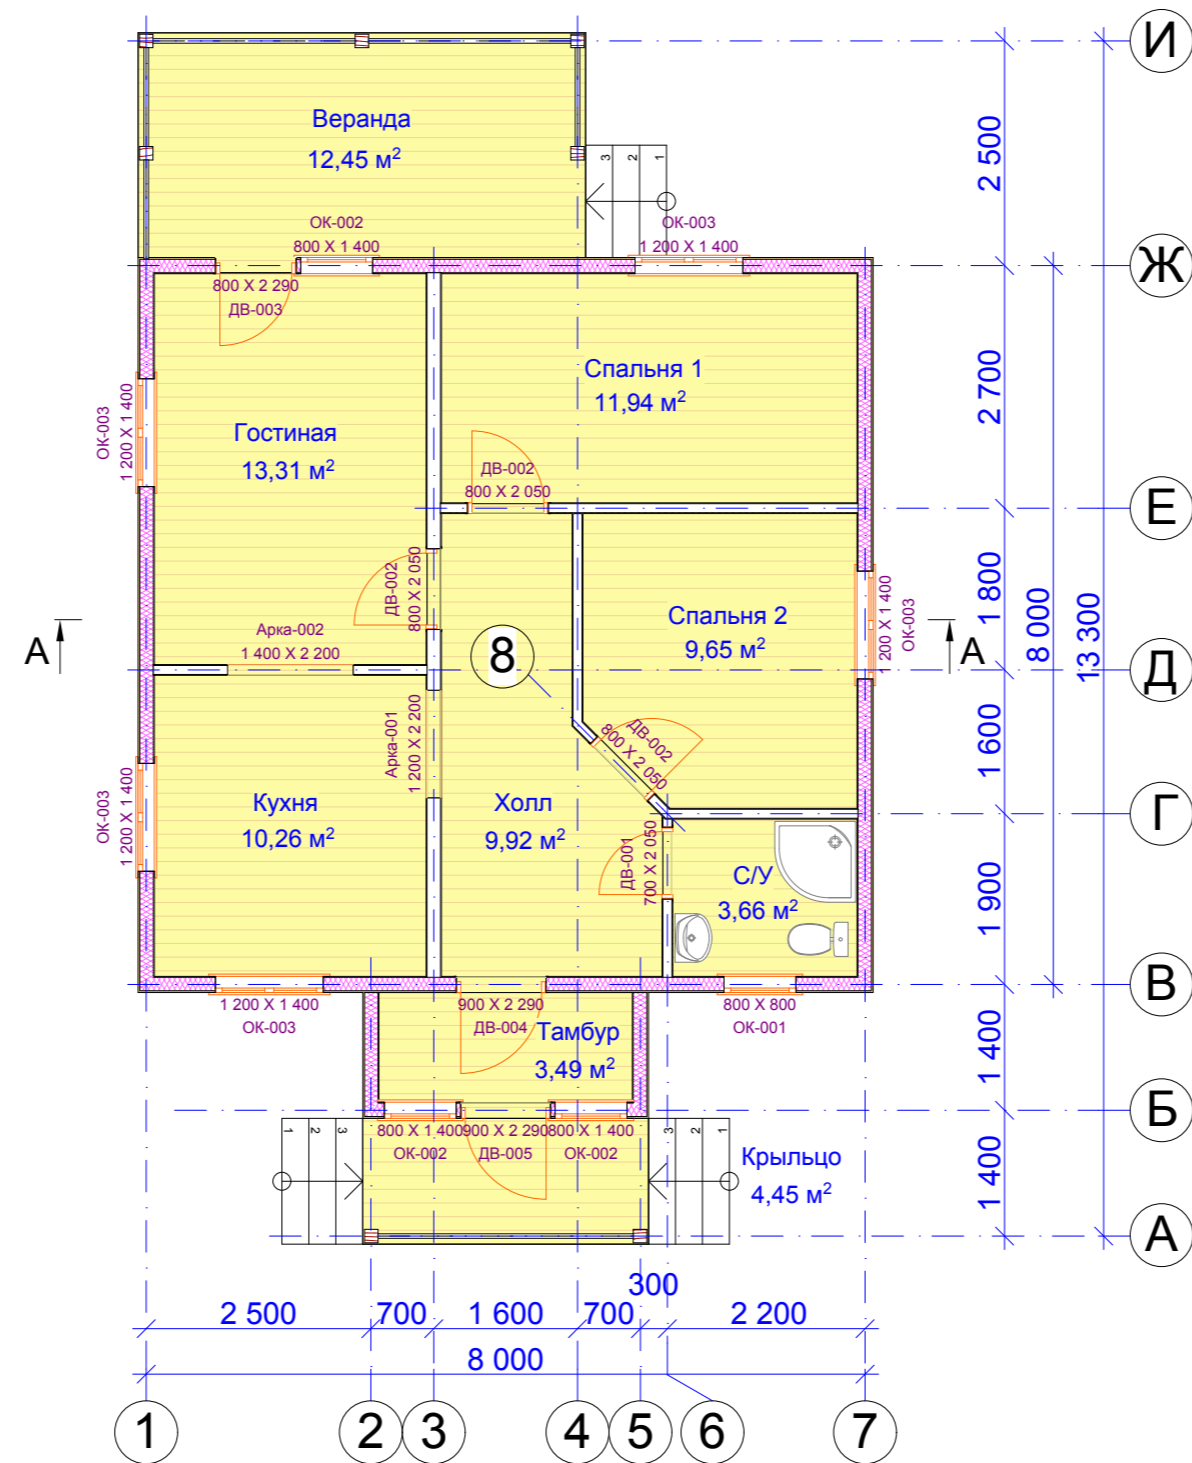 И
Веранда
12,45 м²
2 500
3 2 1
ОК-002
800 X 1 400
ОК-003
1 200 X 1 400
Ж
800 X 2 290
ДВ-003
Спальня 1
11,94 м²
2 700
ОК-003
1 200 X 1 400
Гостиная
13,31 м²
ДВ-002
800 X 2 050
Е
ДВ-002
800 X 2 050
Спальня 2
9,65 м²
1 200 X 1 400
ОК-003
1 800
8 000
13 300
А
А
Арка-002
1 400 X 2 200
8
Д
Арка-001
1 200 X 2 200
ДВ-002
800 X 2 050
1 600
ОК-003
1 200 X 1 400
Кухня
10,26 м²
Холл
9,92 м²
Г
ДВ-001
700 X 2 050
С/У
3,66 м²
1 900
В
1 200 X 1 400
ОК-003
900 X 2 290
ДВ-004
800 X 800
ОК-001
Тамбур
3,49 м²
1 400
Б
1 2 3
800 X 1 400
ОК-002
900 X 2 290
ДВ-005
800 X 1 400
ОК-002
3 2 1
Крыльцо
4,45 м²
1 400
А
300
2 500 700 1 600 700 2 200
8 000
1 2 3 4 5 6 7